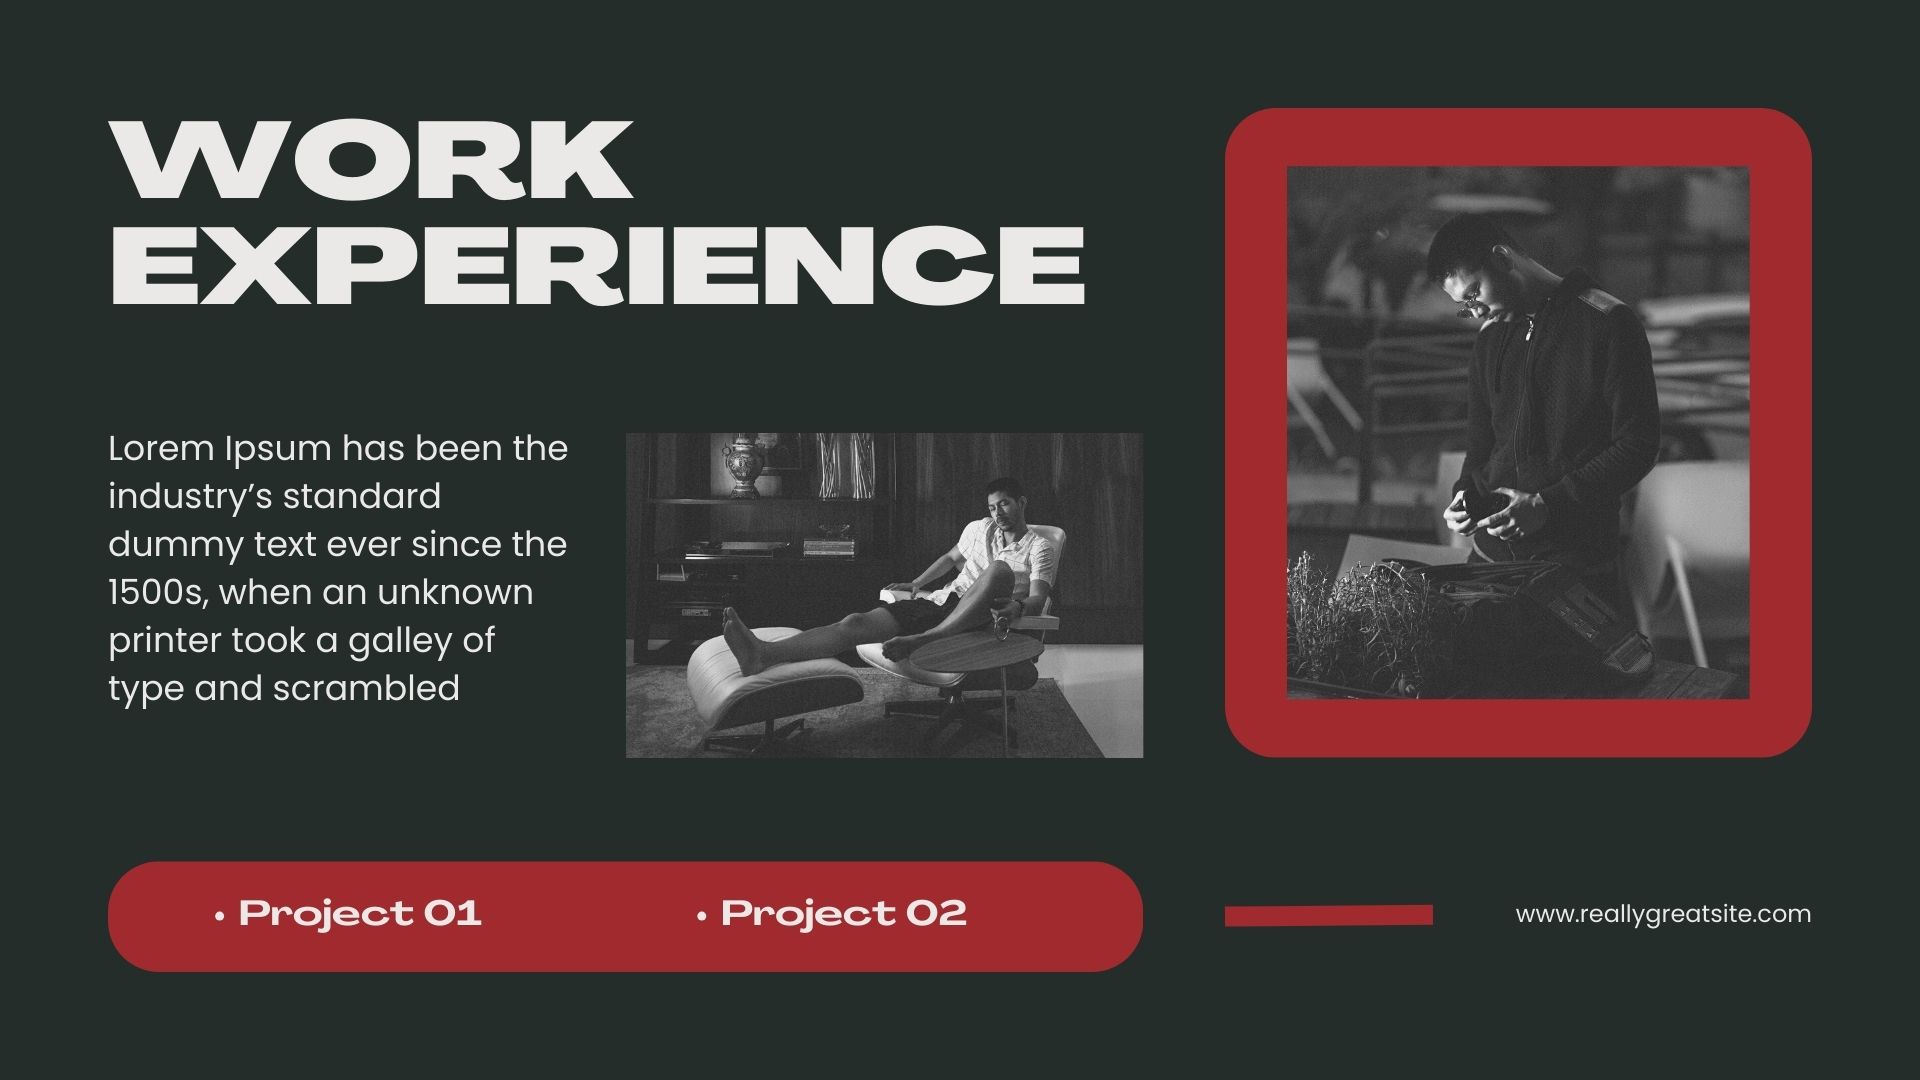 WORK
EXPERIENCE
Lorem Ipsum has been the
industry’s standard
dummy text ever since the
1500s, when an unknown
printer took a galley of
type and scrambled
• Project 01
• Project 02
www.reallygreatsite.com